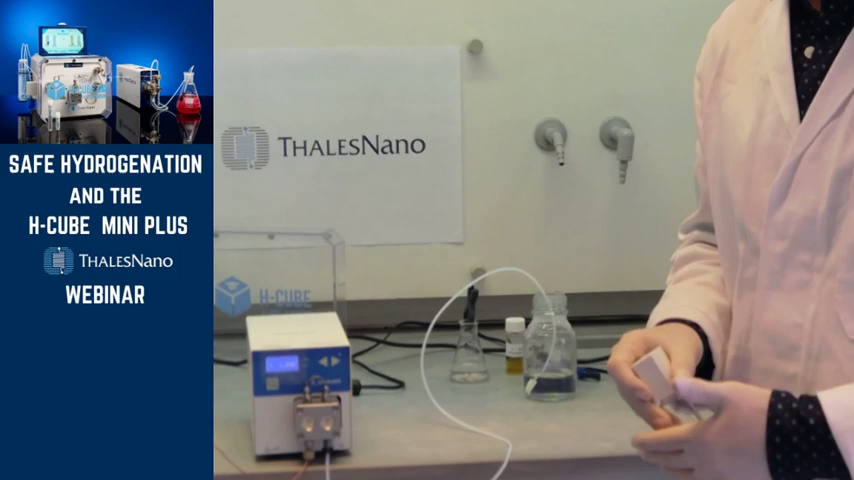 SAFE HYDROGENATION
AND THE
H-CUBE MINI PLUS
THALESNano
WEBINAR
THALESNano
H-CUBE